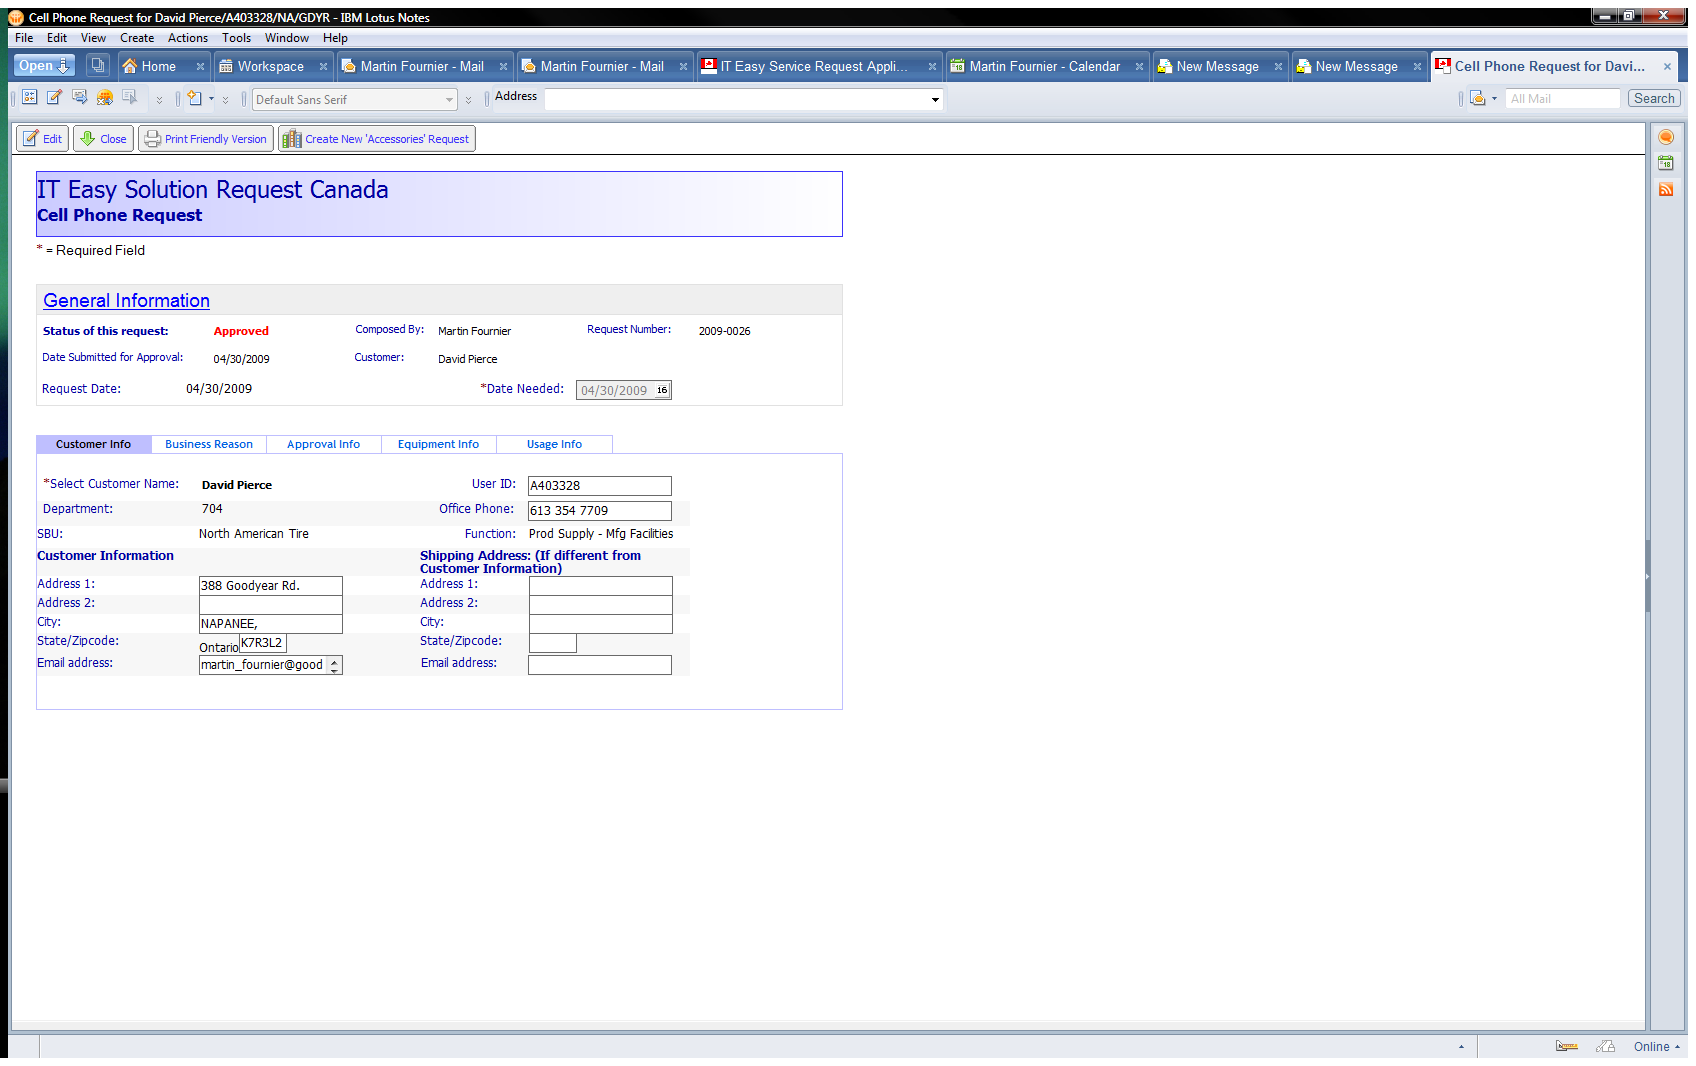 Cell Phone Request for David Pierce/A403328/NA/GDYR - IBM Lotus Notes
File Edit View Create Actions Tools Window Help
Open Home Workspace Martin Fournier - Mail Martin Fournier - Mail IT Easy Service Request Appli... Martin Fournier - Calendar New Message New Message Cell Phone Request for Davi...
Default Sans Serif Address All Mail Search
Edit Close Print Friendly Version Create New 'Accessories' Request
IT Easy Solution Request Canada
Cell Phone Request
* = Required Field
General Information
Status of this request: Approved Composed By: Martin Fournier Request Number: 2009-0026
Date Submitted for Approval: 04/30/2009 Customer: David Pierce
Request Date: 04/30/2009 *Date Needed: 04/30/2009 16
Customer Info Business Reason Approval Info Equipment Info Usage Info
*Select Customer Name: David Pierce User ID: A403328
Department: 704 Office Phone: 613 354 7709
SBU: North American Tire Function: Prod Supply - Mfg Facilities
Customer Information Shipping Address: (If different from
Customer Information)
Address 1: 388 Goodyear Rd. Address 1:
Address 2: Address 2:
City: NAPANEE, City:
State/Zipcode: Ontario K7R3L2 State/Zipcode:
Email address: martin_fournier@good Email address:
Online